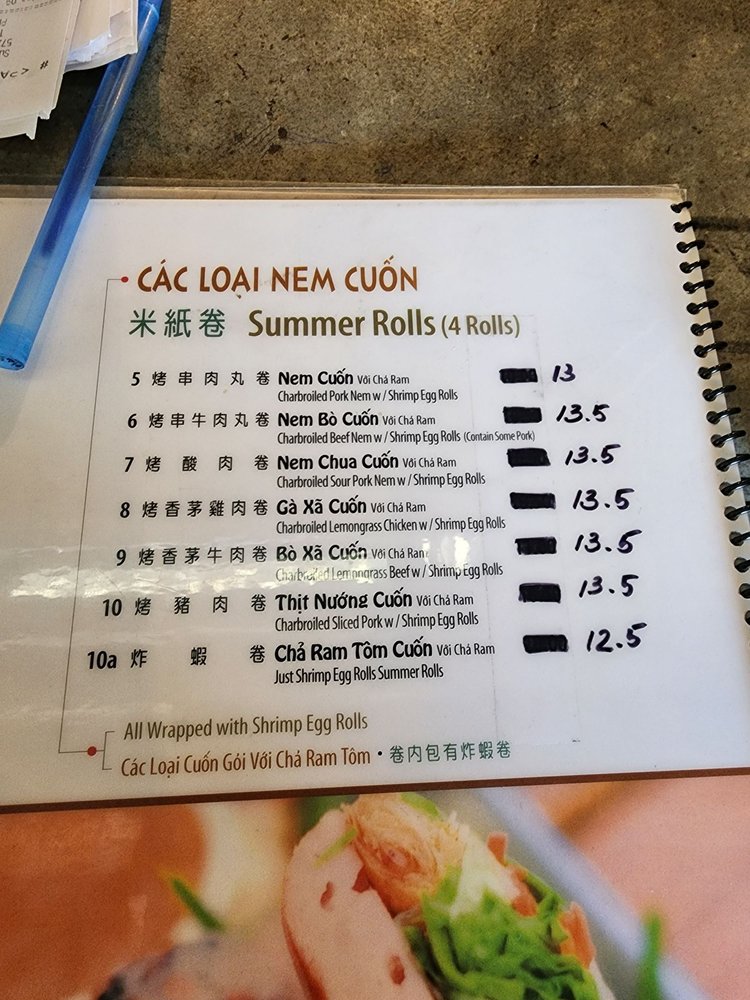 CÁC LOẠI NEM CUỐN
米紙卷 Summer Rolls (4 Rolls)
5 烤串肉丸卷 Nem Cuốn Với Chả Ram 13
Charbroiled Pork Nem w / Shrimp Egg Rolls
6 烤串牛肉丸卷 Nem Bò Cuốn Với Chả Ram 13.5
Charbroiled Beef Nem w / Shrimp Egg Rolls (Contain Some Pork)
7 烤酸肉卷 Nem Chua Cuốn Với Chả Ram 13.5
Charbroiled Sour Pork Nem w / Shrimp Egg Rolls
8 烤香茅雞肉卷 Gà Xã Cuốn Với Chả Ram 13.5
Charbroiled Lemongrass Chicken w / Shrimp Egg Rolls
9 烤香茅牛肉卷 Bò Xã Cuốn Với Chả Ram 13.5
Charbroiled Lemongrass Beef w / Shrimp Egg Rolls
10 烤豬肉卷 Thịt Nướng Cuốn Với Chả Ram 13.5
Charbroiled Sliced Pork w / Shrimp Egg Rolls
10a 炸蝦卷 Chả Ram Tôm Cuốn Với Chả Ram 12.5
Just Shrimp Egg Rolls Summer Rolls
All Wrapped with Shrimp Egg Rolls
Các Loại Cuốn Gói Với Chả Ram Tôm • 卷内包有炸蝦卷